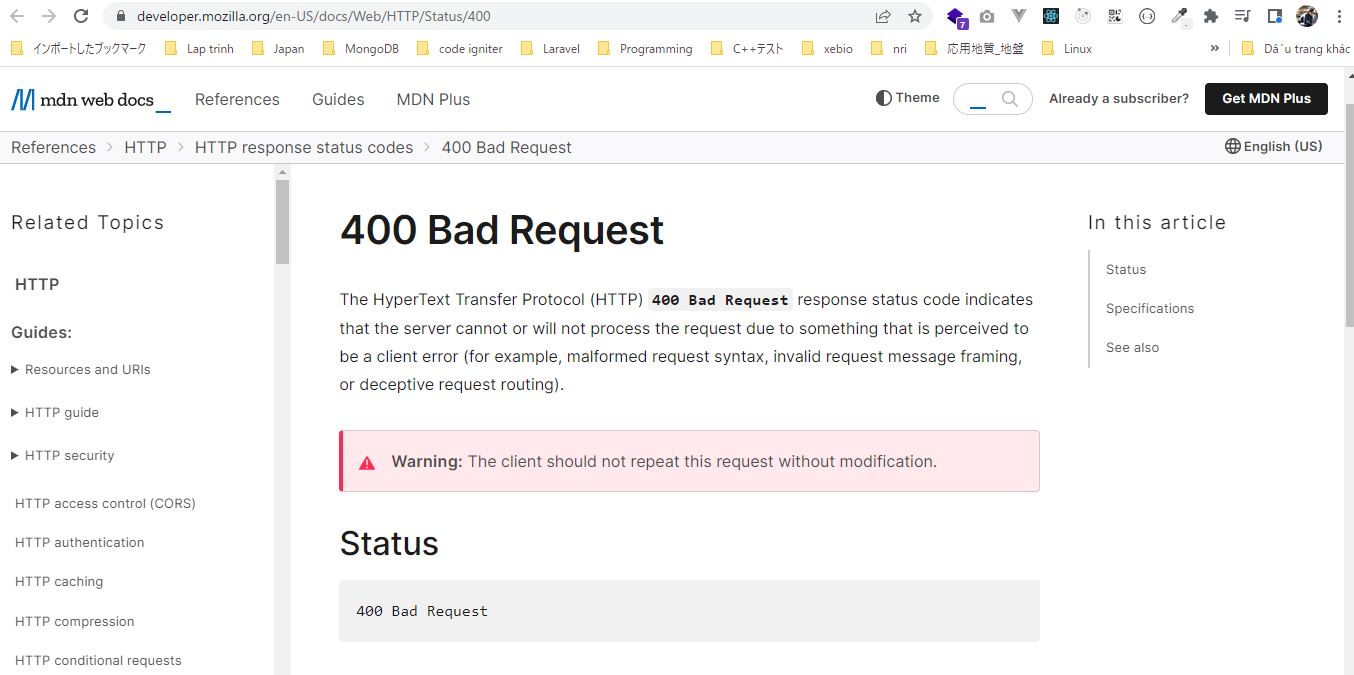 developer.mozilla.org/en-US/docs/Web/HTTP/Status/400
7
インポートしたブックマーク Lap trinh Japan MongoDB code igniter Laravel Programming C++テスト xebio nri 応用地質_地盤 Linux » Dấu trang khác
mdn web docs_ References Guides MDN Plus Theme Already a subscriber? Get MDN Plus
References > HTTP > HTTP response status codes > 400 Bad Request English (US)
Related Topics
HTTP
Guides:
Resources and URIs
HTTP guide
HTTP security
HTTP access control (CORS)
HTTP authentication
HTTP caching
HTTP compression
HTTP conditional requests
400 Bad Request
The HyperText Transfer Protocol (HTTP) 400 Bad Request response status code indicates
that the server cannot or will not process the request due to something that is perceived to
be a client error (for example, malformed request syntax, invalid request message framing,
or deceptive request routing).
Warning: The client should not repeat this request without modification.
Status
400 Bad Request
In this article
Status
Specifications
See also